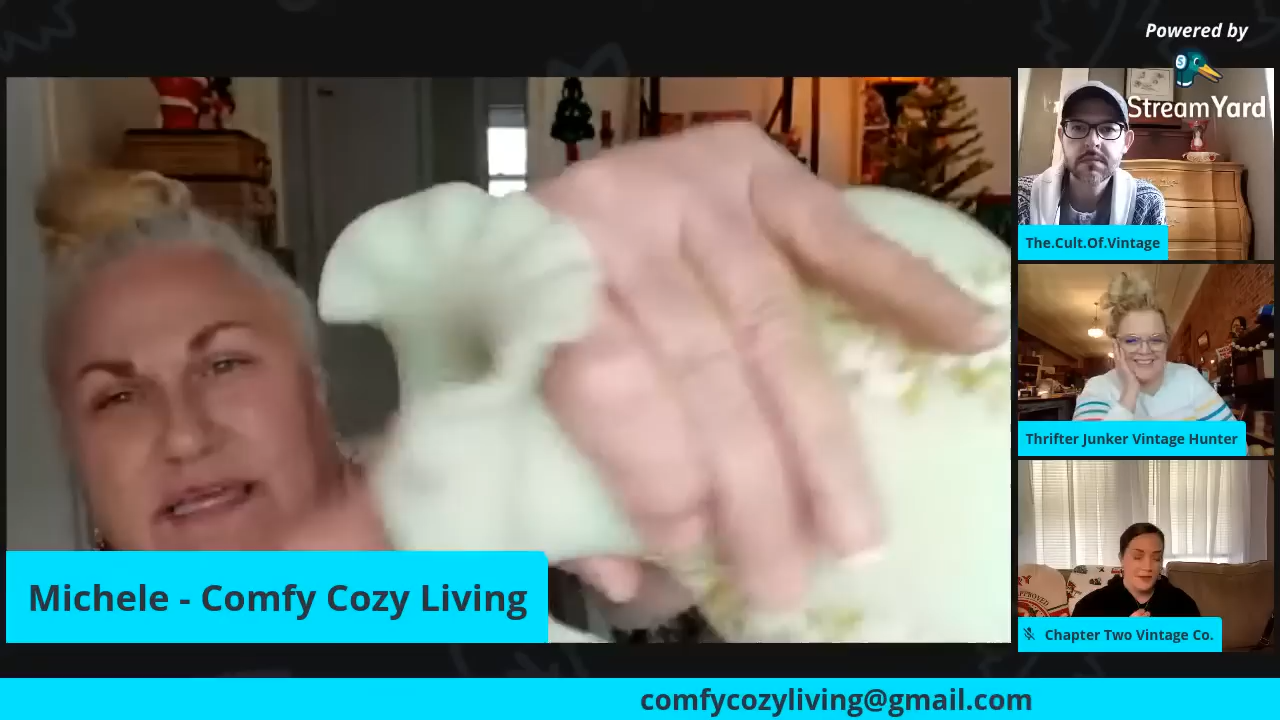 Powered by
StreamYard
The.Cult.Of.Vintage
Thrifter Junker Vintage Hunter
Chapter Two Vintage Co.
Michele - Comfy Cozy Living
comfycozyliving@gmail.com